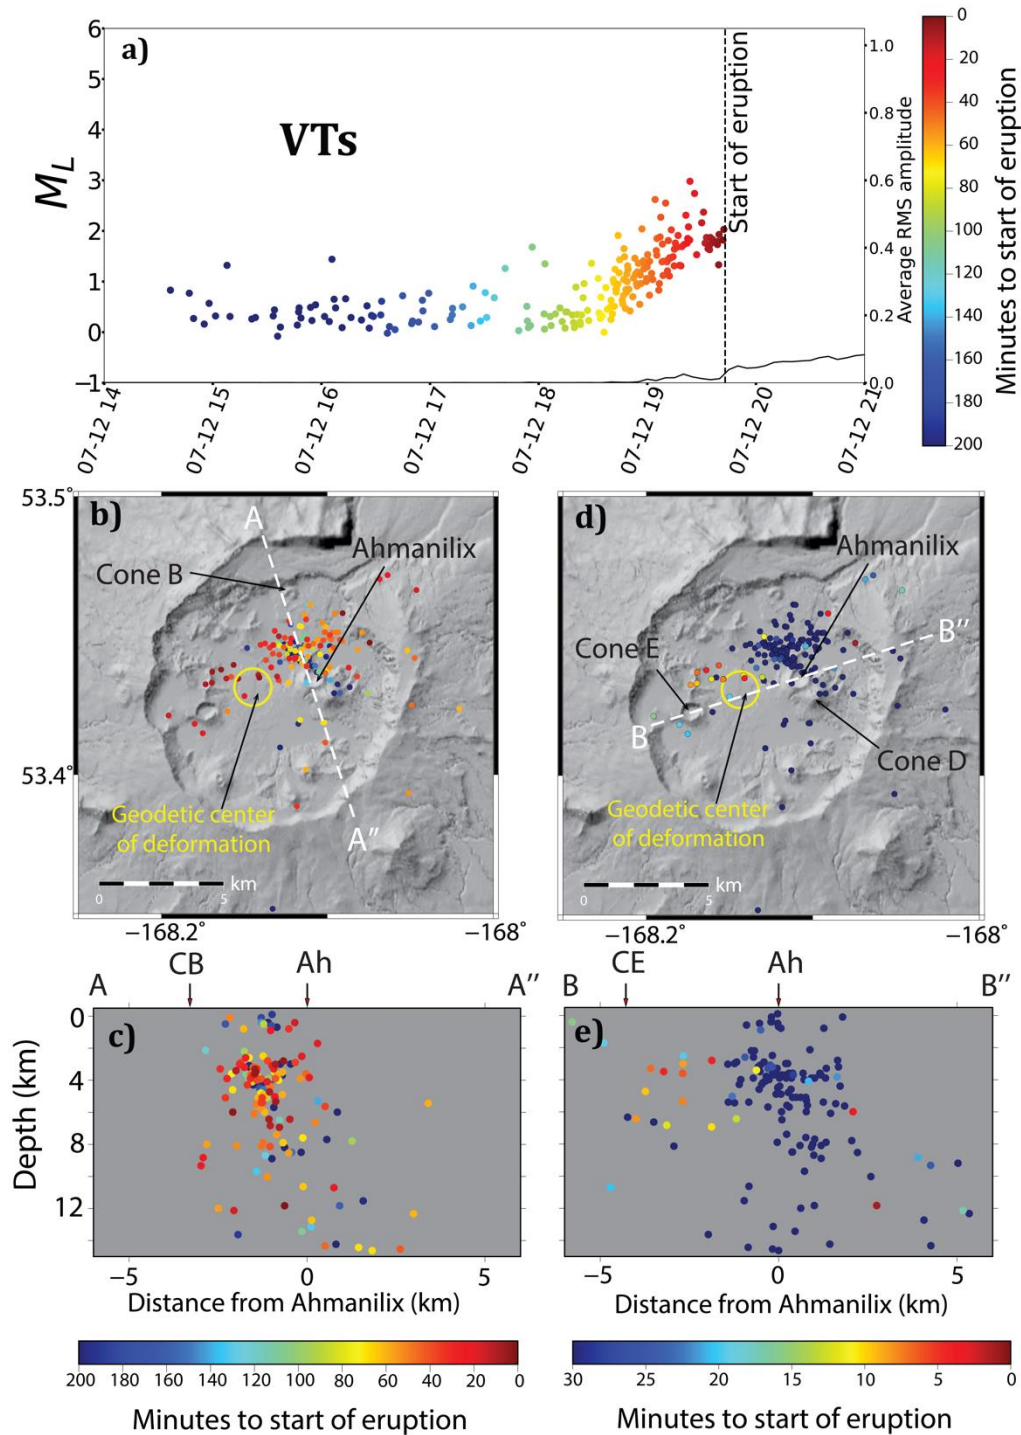 a)
VTs
6
5
4
3
2
1
0
−1
M_L
1.0
0.8
0.6
0.4
0.2
0.0
Average RMS amplitude
Start of eruption
07-12 14
07-12 15
07-12 16
07-12 17
07-12 18
07-12 19
07-12 20
07-12 21
0
20
40
60
80
100
120
140
160
180
200
Minutes to start of eruption
53.5°
53.4°
b)
A
Ahmanilix
Cone B
Geodetic center
of deformation
A''
km
0
5
−168.2°
−168°
d)
Ahmanilix
B''
Cone E
B
Cone D
Geodetic center
of deformation
km
0
5
−168.2°
−168°
A
CB
Ah
A''
c)
0
4
8
12
Depth (km)
−5
0
5
Distance from Ahmanilix (km)
B
CE
Ah
B''
e)
−5
0
5
Distance from Ahmanilix (km)
200 180 160 140 120 100 80 60 40 20 0
Minutes to start of eruption
30 25 20 15 10 5 0
Minutes to start of eruption